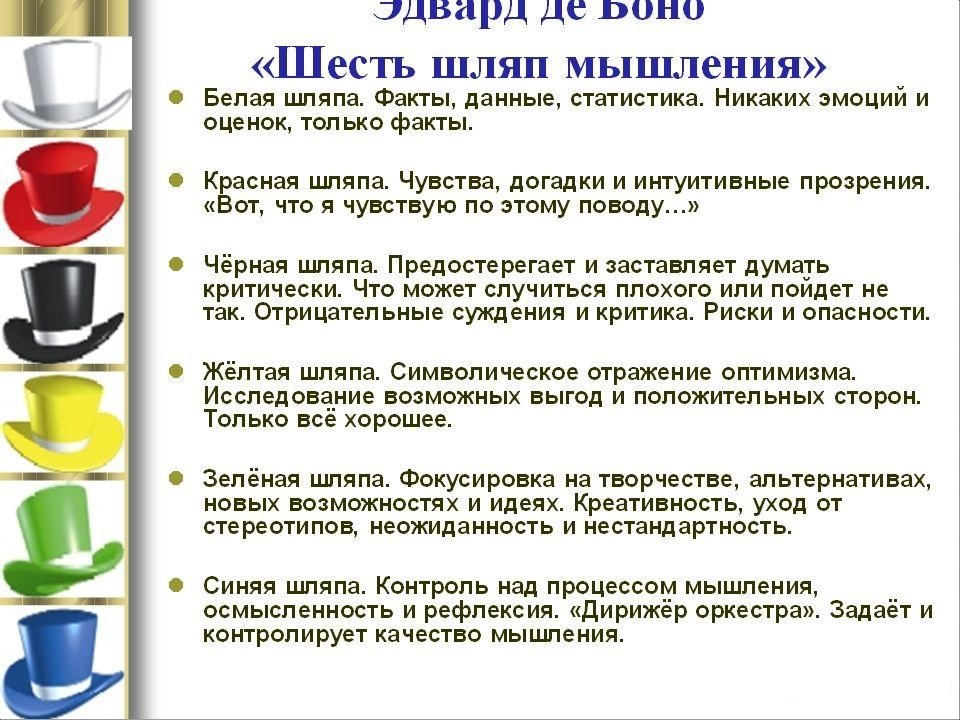 Эдвард де Боно
«Шесть шляп мышления»
Белая шляпа. Факты, данные, статистика. Никаких эмоций и
оценок, только факты.
Красная шляпа. Чувства, догадки и интуитивные прозрения.
«Вот, что я чувствую по этому поводу…»
Чёрная шляпа. Предостерегает и заставляет думать
критически. Что может случиться плохого или пойдет не
так. Отрицательные суждения и критика. Риски и опасности.
Жёлтая шляпа. Символическое отражение оптимизма.
Исследование возможных выгод и положительных сторон.
Только всё хорошее.
Зелёная шляпа. Фокусировка на творчестве, альтернативах,
новых возможностях и идеях. Креативность, уход от
стереотипов, неожиданность и нестандартность.
Синяя шляпа. Контроль над процессом мышления,
осмысленность и рефлексия. «Дирижёр оркестра». Задаёт и
контролирует качество мышления.